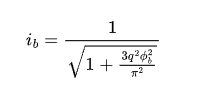 $i_b = \frac{1}{\sqrt{1 + \frac{3q^2\phi_b^2}{\pi^2}}}$